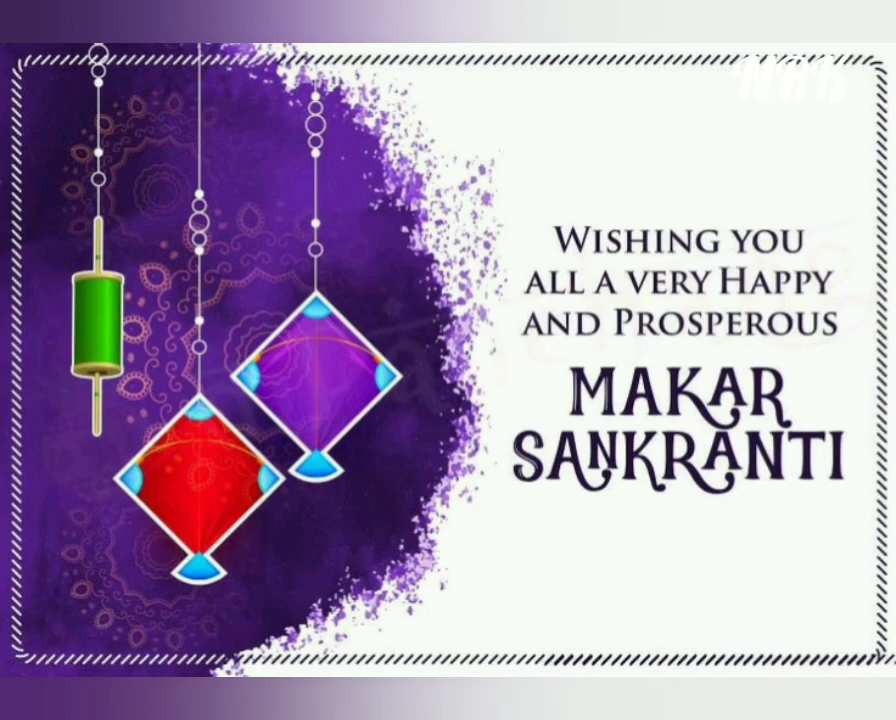 Wishing you
all a very Happy
and Prosperous
MAKAR
SANKRANTI